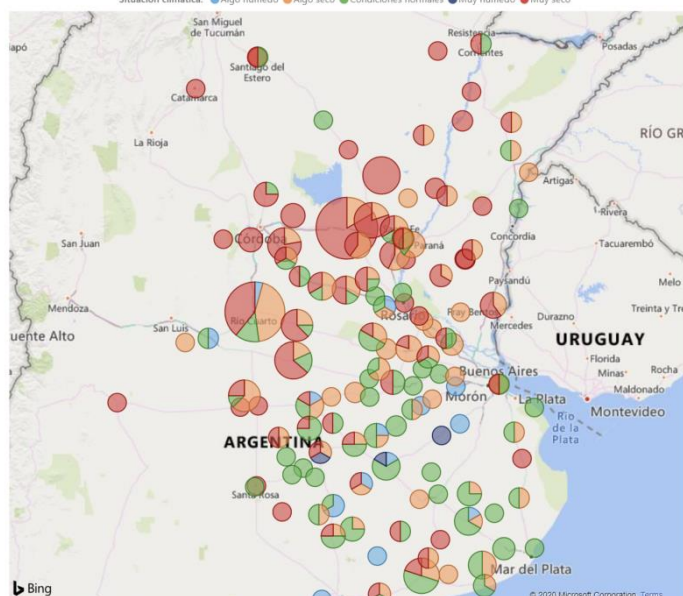 Situación climática: Algo húmedo Algo seco Condiciones normales Muy húmedo Muy seco
San Miguel
de Tucumán
Resistencia
Corrientes
Posadas
Santiago del
Estero
Catamarca
La Rioja
RÍO GR
Artigas
Rivera
Córdoba
Concordia
Tacuarembó
San Juan
Paraná
Paysandú
Melo
Mendoza
San Luis
Río Cuarto
Rosario
Fray Bentos
Mercedes
Durazno
Treinta y Tres
uente Alto
URUGUAY
Florida
Rocha
Minas
Buenos Aires
Maldonado
Morón
La Plata
Montevideo
Río
de la
Plata
ARGENTINA
Santa Rosa
Mar del Plata
Bing
© 2020 Microsoft Corporation Terms